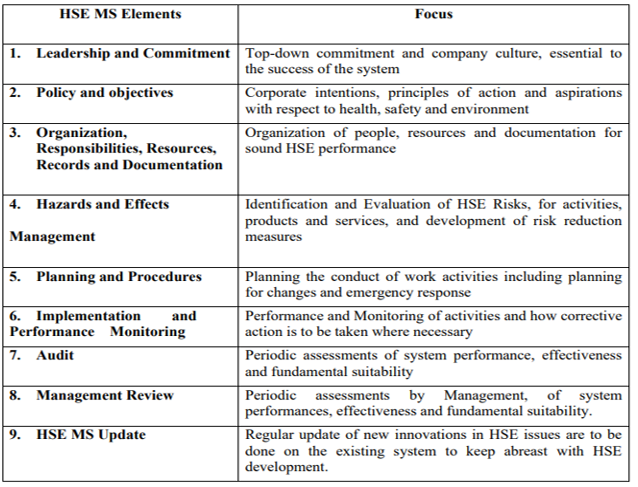 HSE MS Elements
Focus
1. Leadership and Commitment
Top-down commitment and company culture, essential to
the success of the system
2. Policy and objectives
Corporate intentions, principles of action and aspirations
with respect to health, safety and environment
3. Organization,
Responsibilities, Resources,
Records and Documentation
Organization of people, resources and documentation for
sound HSE performance
4. Hazards and Effects
Management
Identification and Evaluation of HSE Risks, for activities,
products and services, and development of risk reduction
measures
5. Planning and Procedures
Planning the conduct of work activities including planning
for changes and emergency response
6. Implementation and
Performance Monitoring
Performance and Monitoring of activities and how corrective
action is to be taken where necessary
7. Audit
Periodic assessments of system performance, effectiveness
and fundamental suitability
8. Management Review
Periodic assessments by Management, of system
performances, effectiveness and fundamental suitability.
9. HSE MS Update
Regular update of new innovations in HSE issues are to be
done on the existing system to keep abreast with HSE
development.